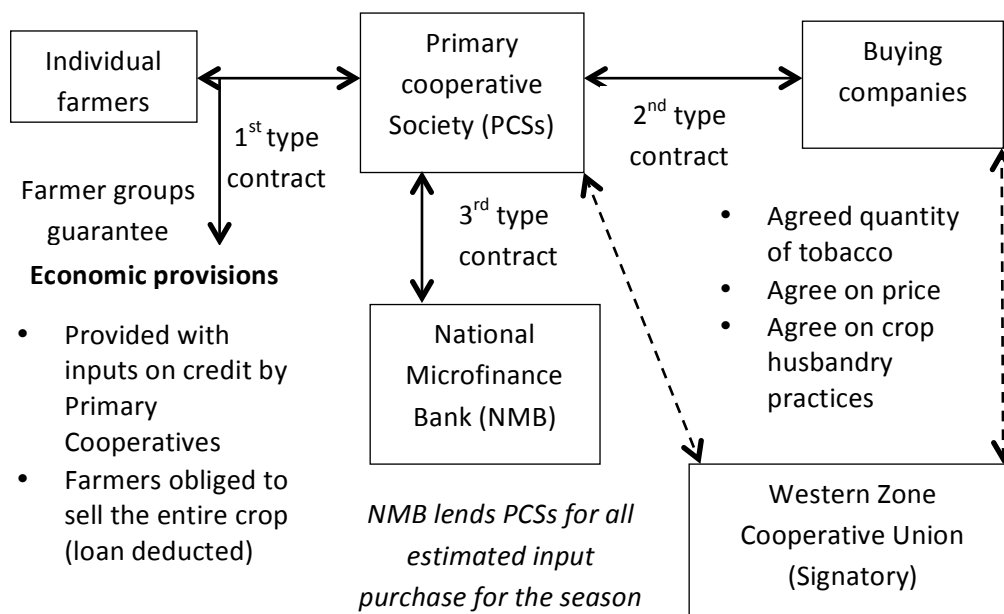 Individual
farmers
Primary
cooperative
Society (PCSs)
Buying
companies
1st type
contract
2nd type
contract
3rd type
contract
Farmer groups
guarantee
Economic provisions
• Provided with
inputs on credit by
Primary
Cooperatives
• Farmers obliged to
sell the entire crop
(loan deducted)
National
Microfinance
Bank (NMB)
NMB lends PCSs for all
estimated input
purchase for the season
• Agreed quantity
of tobacco
• Agree on price
• Agree on crop
husbandry
practices
Western Zone
Cooperative Union
(Signatory)